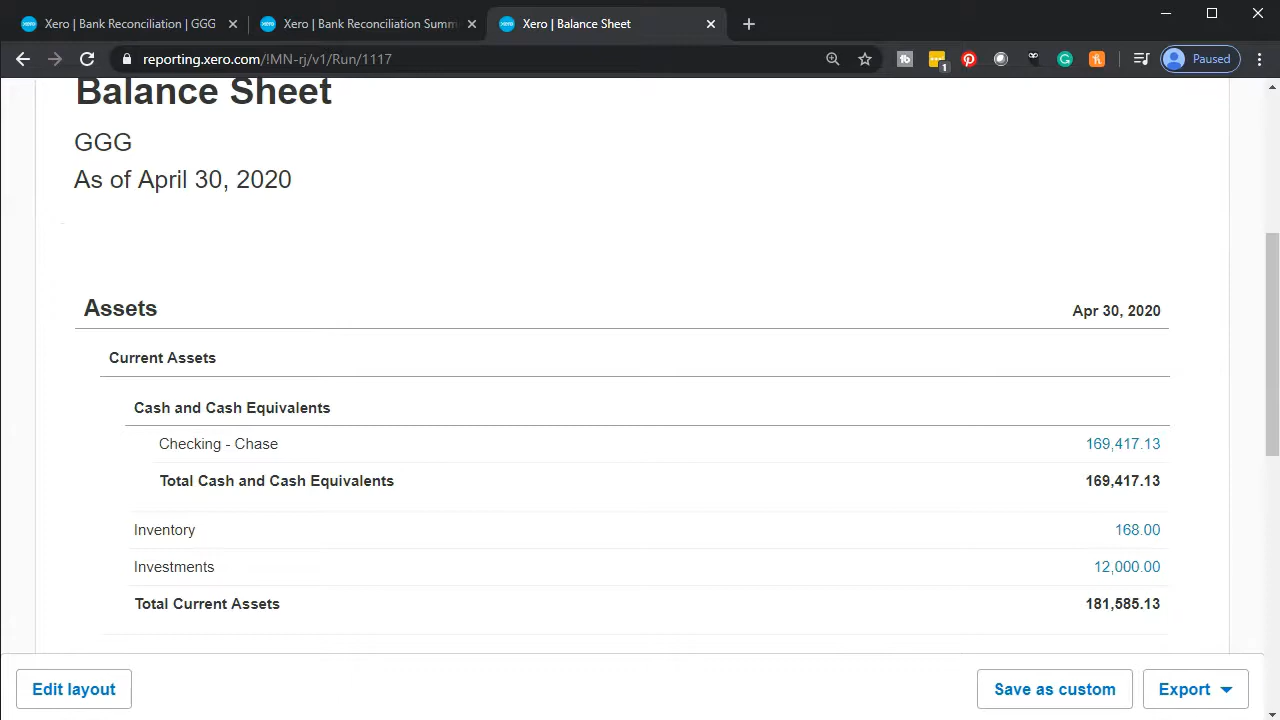 Xero | Bank Reconciliation | GGG
Xero | Bank Reconciliation Summ
Xero | Balance Sheet
reporting.xero.com/!MN-rj/v1/Run/1117
1
Paused
Balance Sheet
GGG
As of April 30, 2020
Assets Apr 30, 2020
Current Assets
Cash and Cash Equivalents
Checking - Chase 169,417.13
Total Cash and Cash Equivalents 169,417.13
Inventory 168.00
Investments 12,000.00
Total Current Assets 181,585.13
Edit layout Save as custom Export